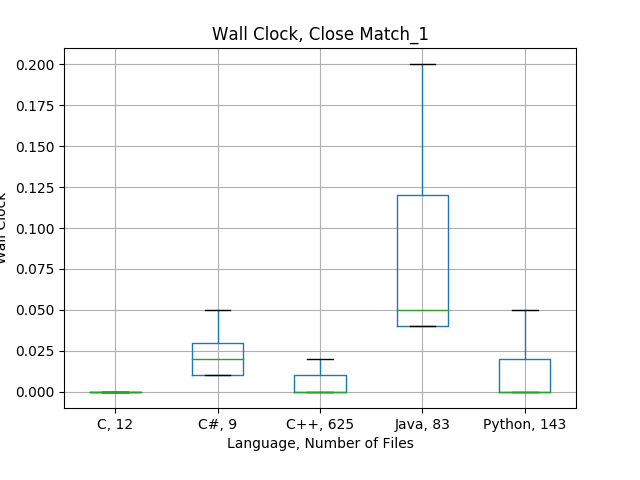 Wall Clock, Close Match_1
0.200
0.175
0.150
0.125
0.100
0.075
0.050
0.025
0.000
Wall Clock
C, 12 C#, 9 C++, 625 Java, 83 Python, 143
Language, Number of Files